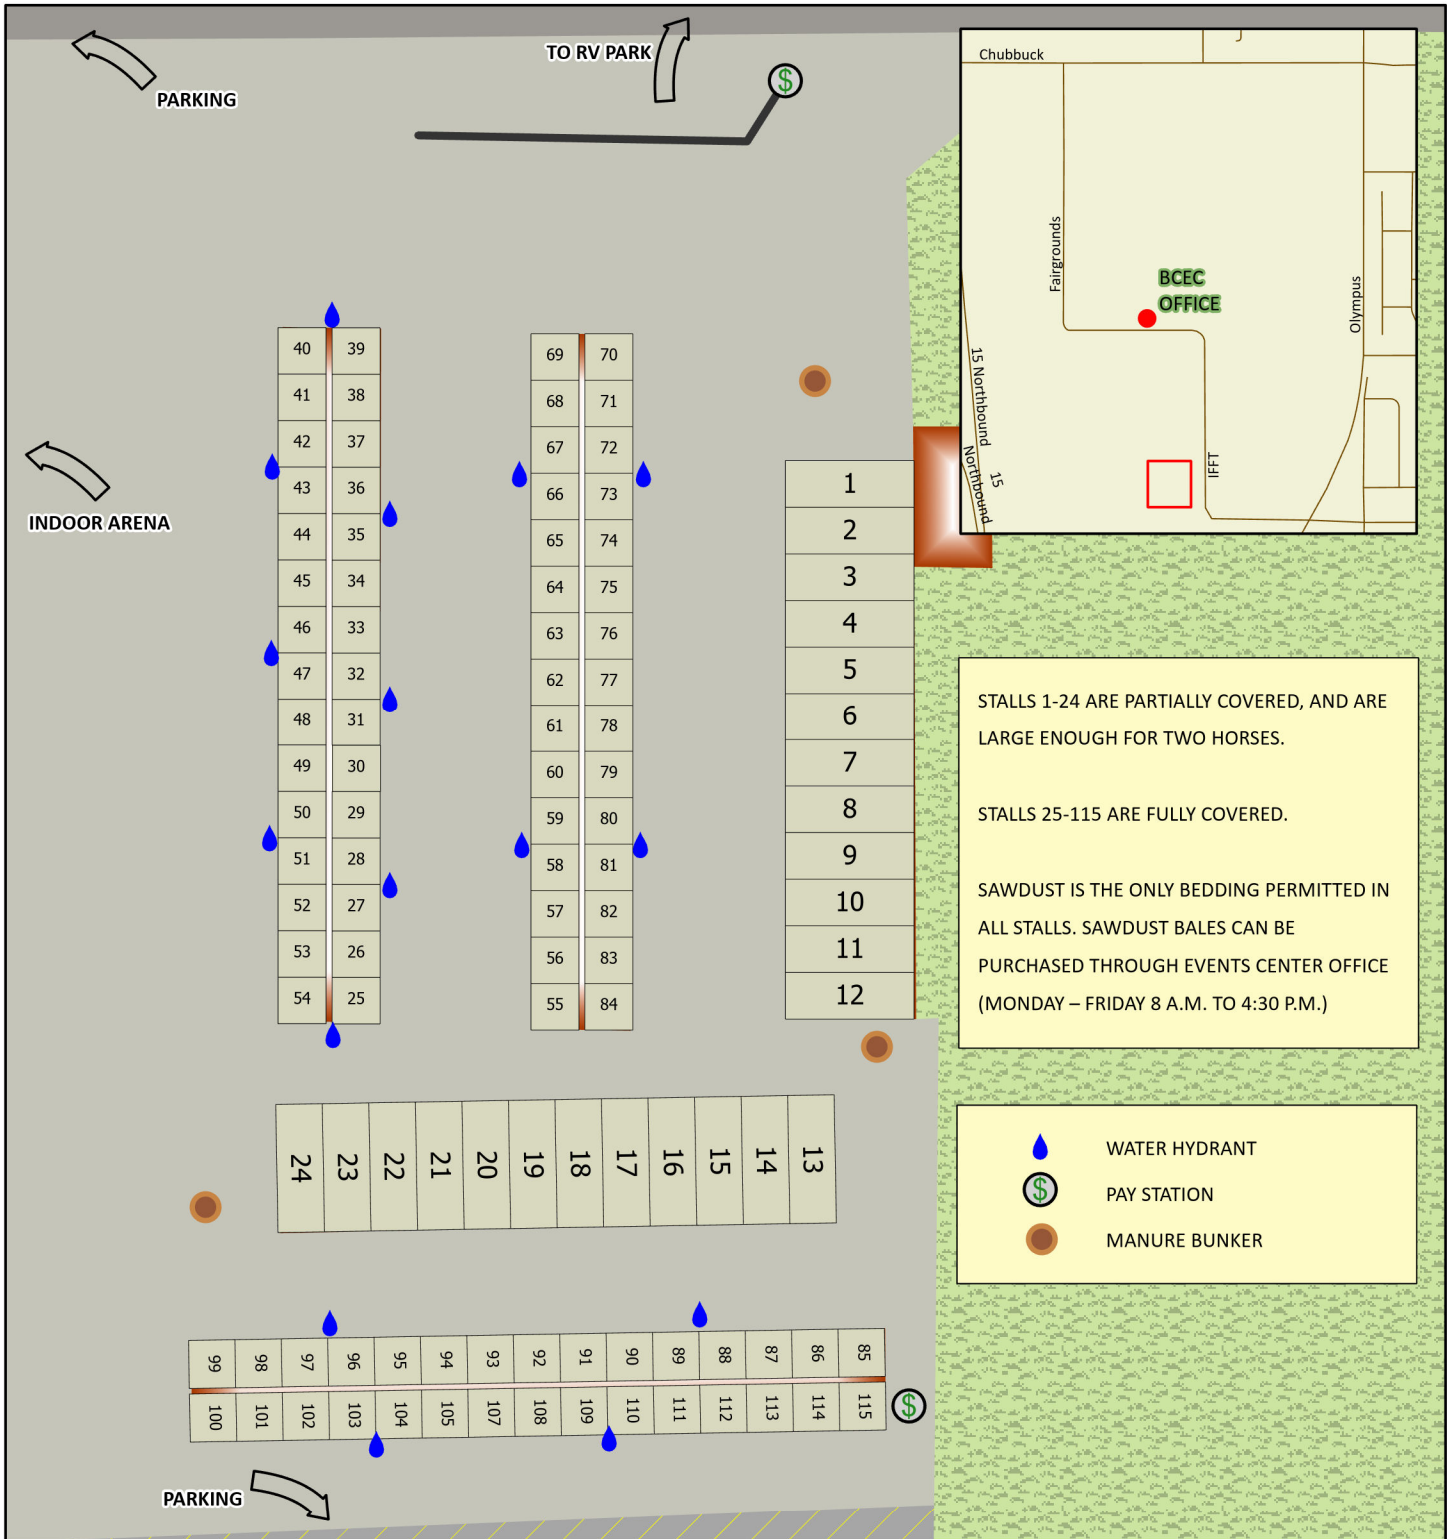 TO RV PARK
$
PARKING
Chubbuck
Fairgrounds
BCEC
OFFICE
Olympus
15 Northbound
15
Northbound
IFFT
INDOOR ARENA
40 39
41 38
42 37
43 36
44 35
45 34
46 33
47 32
48 31
49 30
50 29
51 28
52 27
53 26
54 25
69 70
68 71
67 72
66 73
65 74
64 75
63 76
62 77
61 78
60 79
59 80
58 81
57 82
56 83
55 84
1
2
3
4
5
6
7
8
9
10
11
12
STALLS 1-24 ARE PARTIALLY COVERED, AND ARE
LARGE ENOUGH FOR TWO HORSES.
STALLS 25-115 ARE FULLY COVERED.
SAWDUST IS THE ONLY BEDDING PERMITTED IN
ALL STALLS. SAWDUST BALES CAN BE
PURCHASED THROUGH EVENTS CENTER OFFICE
(MONDAY – FRIDAY 8 A.M. TO 4:30 P.M.)
24 23 22 21 20 19 18 17 16 15 14 13
WATER HYDRANT
$ PAY STATION
MANURE BUNKER
99 98 97 96 95 94 93 92 91 90 89 88 87 86 85
100 101 102 103 104 105 107 108 109 110 111 112 113 114 115
$
PARKING